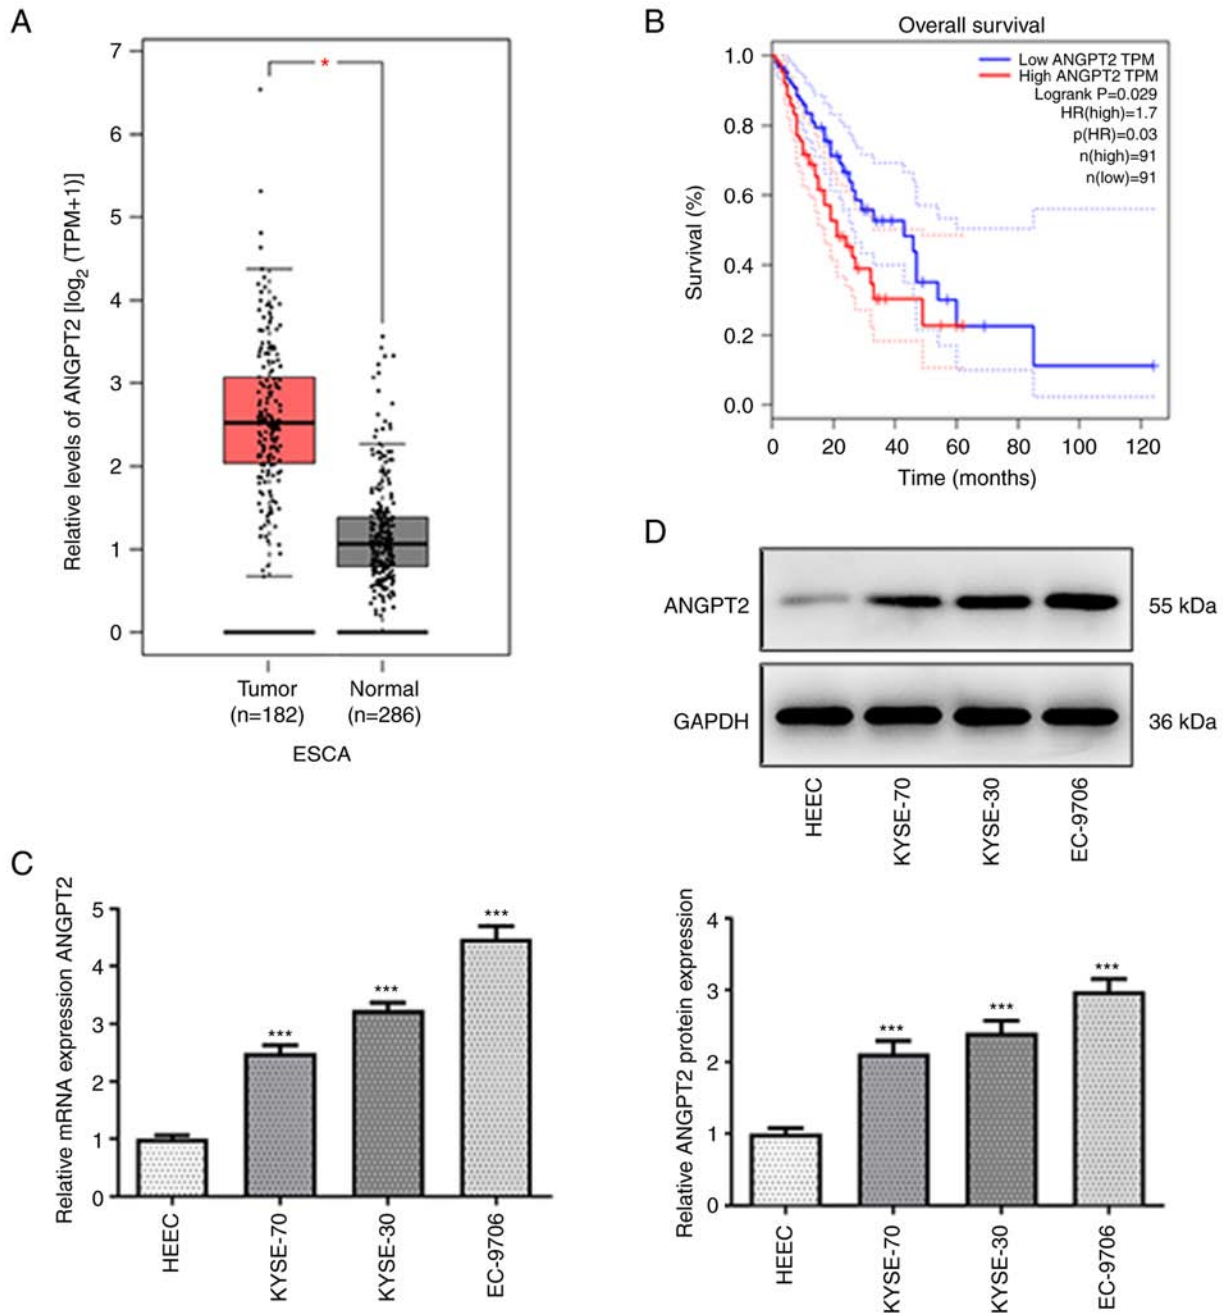 A
Relative levels of ANGPT2 [log2 (TPM+1)]
7
6
5
4
3
2
1
0
*
Tumor
(n=182)
Normal
(n=286)
ESCA
B
Overall survival
Survival (%)
1.0
0.8
0.6
0.4
0.2
0.0
Low ANGPT2 TPM
High ANGPT2 TPM
Logrank P=0.029
HR(high)=1.7
p(HR)=0.03
n(high)=91
n(low)=91
0 20 40 60 80 100 120
Time (months)
C
Relative mRNA expression ANGPT2
5
4
3
2
1
0
***
***
***
HEEC
KYSE-70
KYSE-30
EC-9706
D
ANGPT2
55 kDa
GAPDH
36 kDa
HEEC
KYSE-70
KYSE-30
EC-9706
Relative ANGPT2 protein expression
4
3
2
1
0
***
***
***
HEEC
KYSE-70
KYSE-30
EC-9706